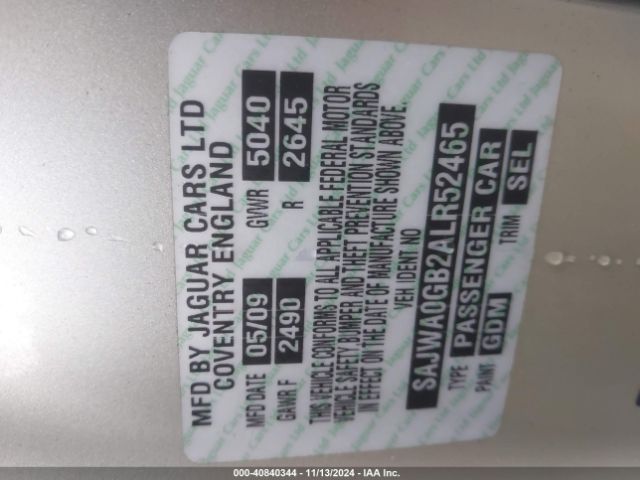 MFD BY JAGUAR CARS LTD
COVENTRY ENGLAND
MFD DATE 05/09 GVWR 5040
GAWR F 2490 R 2645
THIS VEHICLE CONFORMS TO ALL APPLICABLE FEDERAL MOTOR
VEHICLE SAFETY, BUMPER AND THEFT PREVENTION STANDARDS
IN EFFECT ON THE DATE OF MANUFACTURE SHOWN ABOVE.
VEH IDENT NO
SAJWA0GB2ALR52465
TYPE PASSENGER CAR
PAINT GDM TRIM SEL
000-40840344 - 11/13/2024 - IAA Inc.